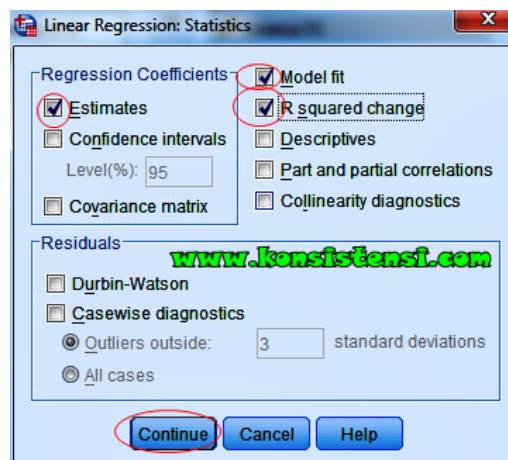 Linear Regression: Statistics
Regression Coefficients
Estimates
Confidence intervals
Level(%): 95
Covariance matrix
Model fit
R squared change
Descriptives
Part and partial correlations
Collinearity diagnostics
Residuals
www.konsistensi.com
Durbin-Watson
Casewise diagnostics
Outliers outside: 3 standard deviations
All cases
Continue Cancel Help